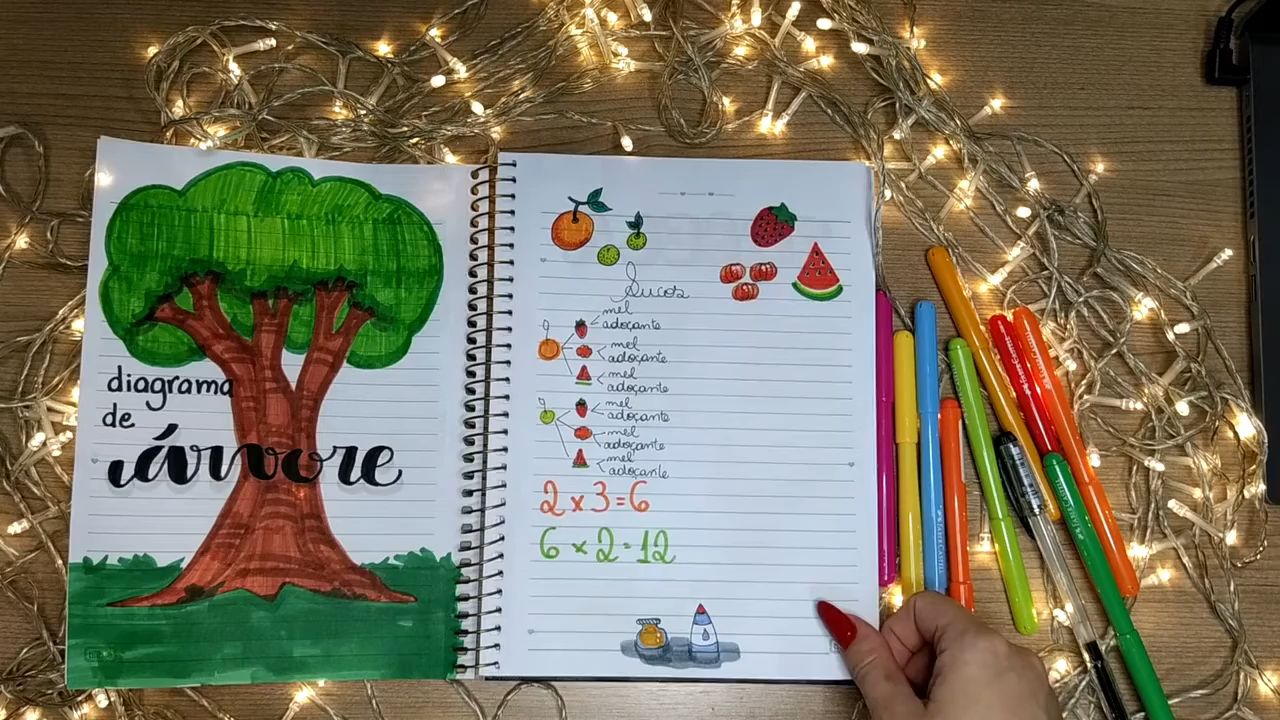 diagrama
de
árvore
Sucos
mel
adoçante
mel
adoçante
mel
adoçante
mel
adoçante
mel
adoçante
mel
adoçante
2 x 3 = 6
6 x 2 = 12